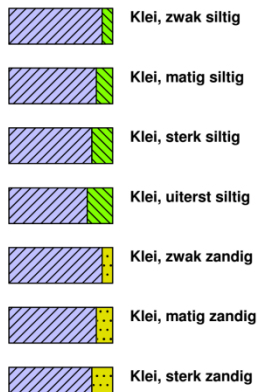 Klei, zwak siltig
Klei, matig siltig
Klei, sterk siltig
Klei, uiterst siltig
Klei, zwak zandig
Klei, matig zandig
Klei, sterk zandig